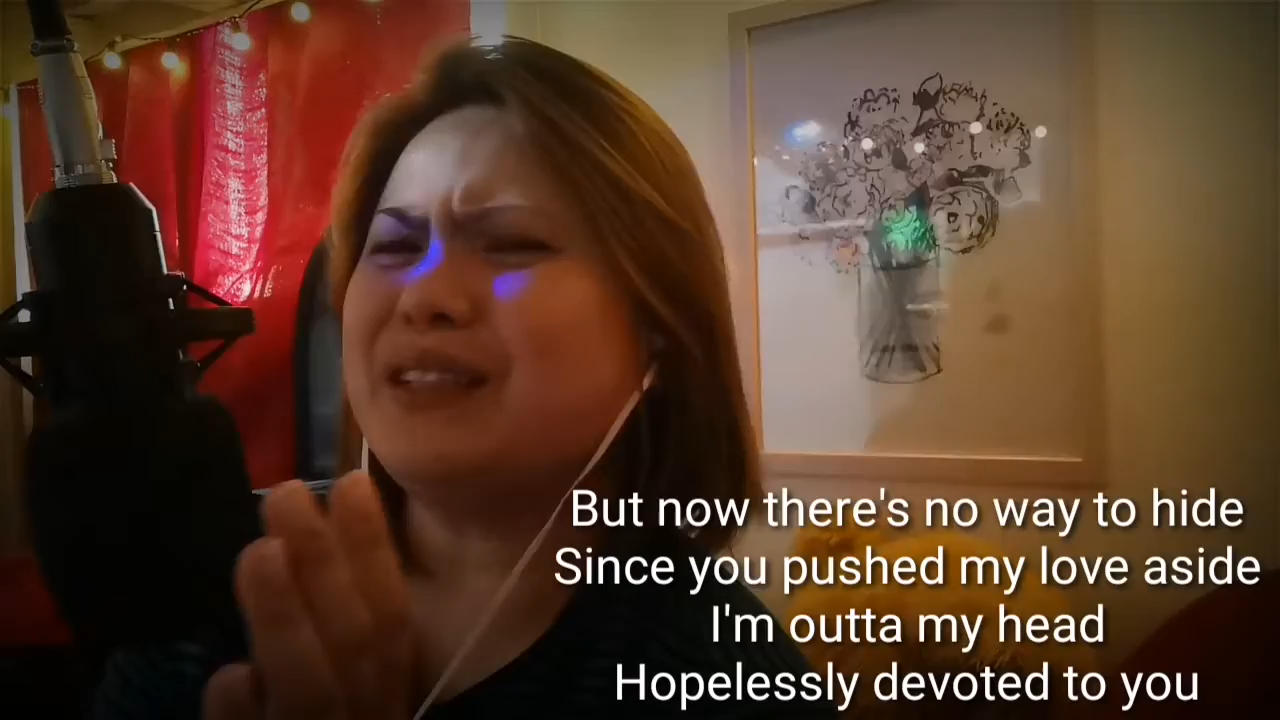 But now there's no way to hide
Since you pushed my love aside
I'm outta my head
Hopelessly devoted to you